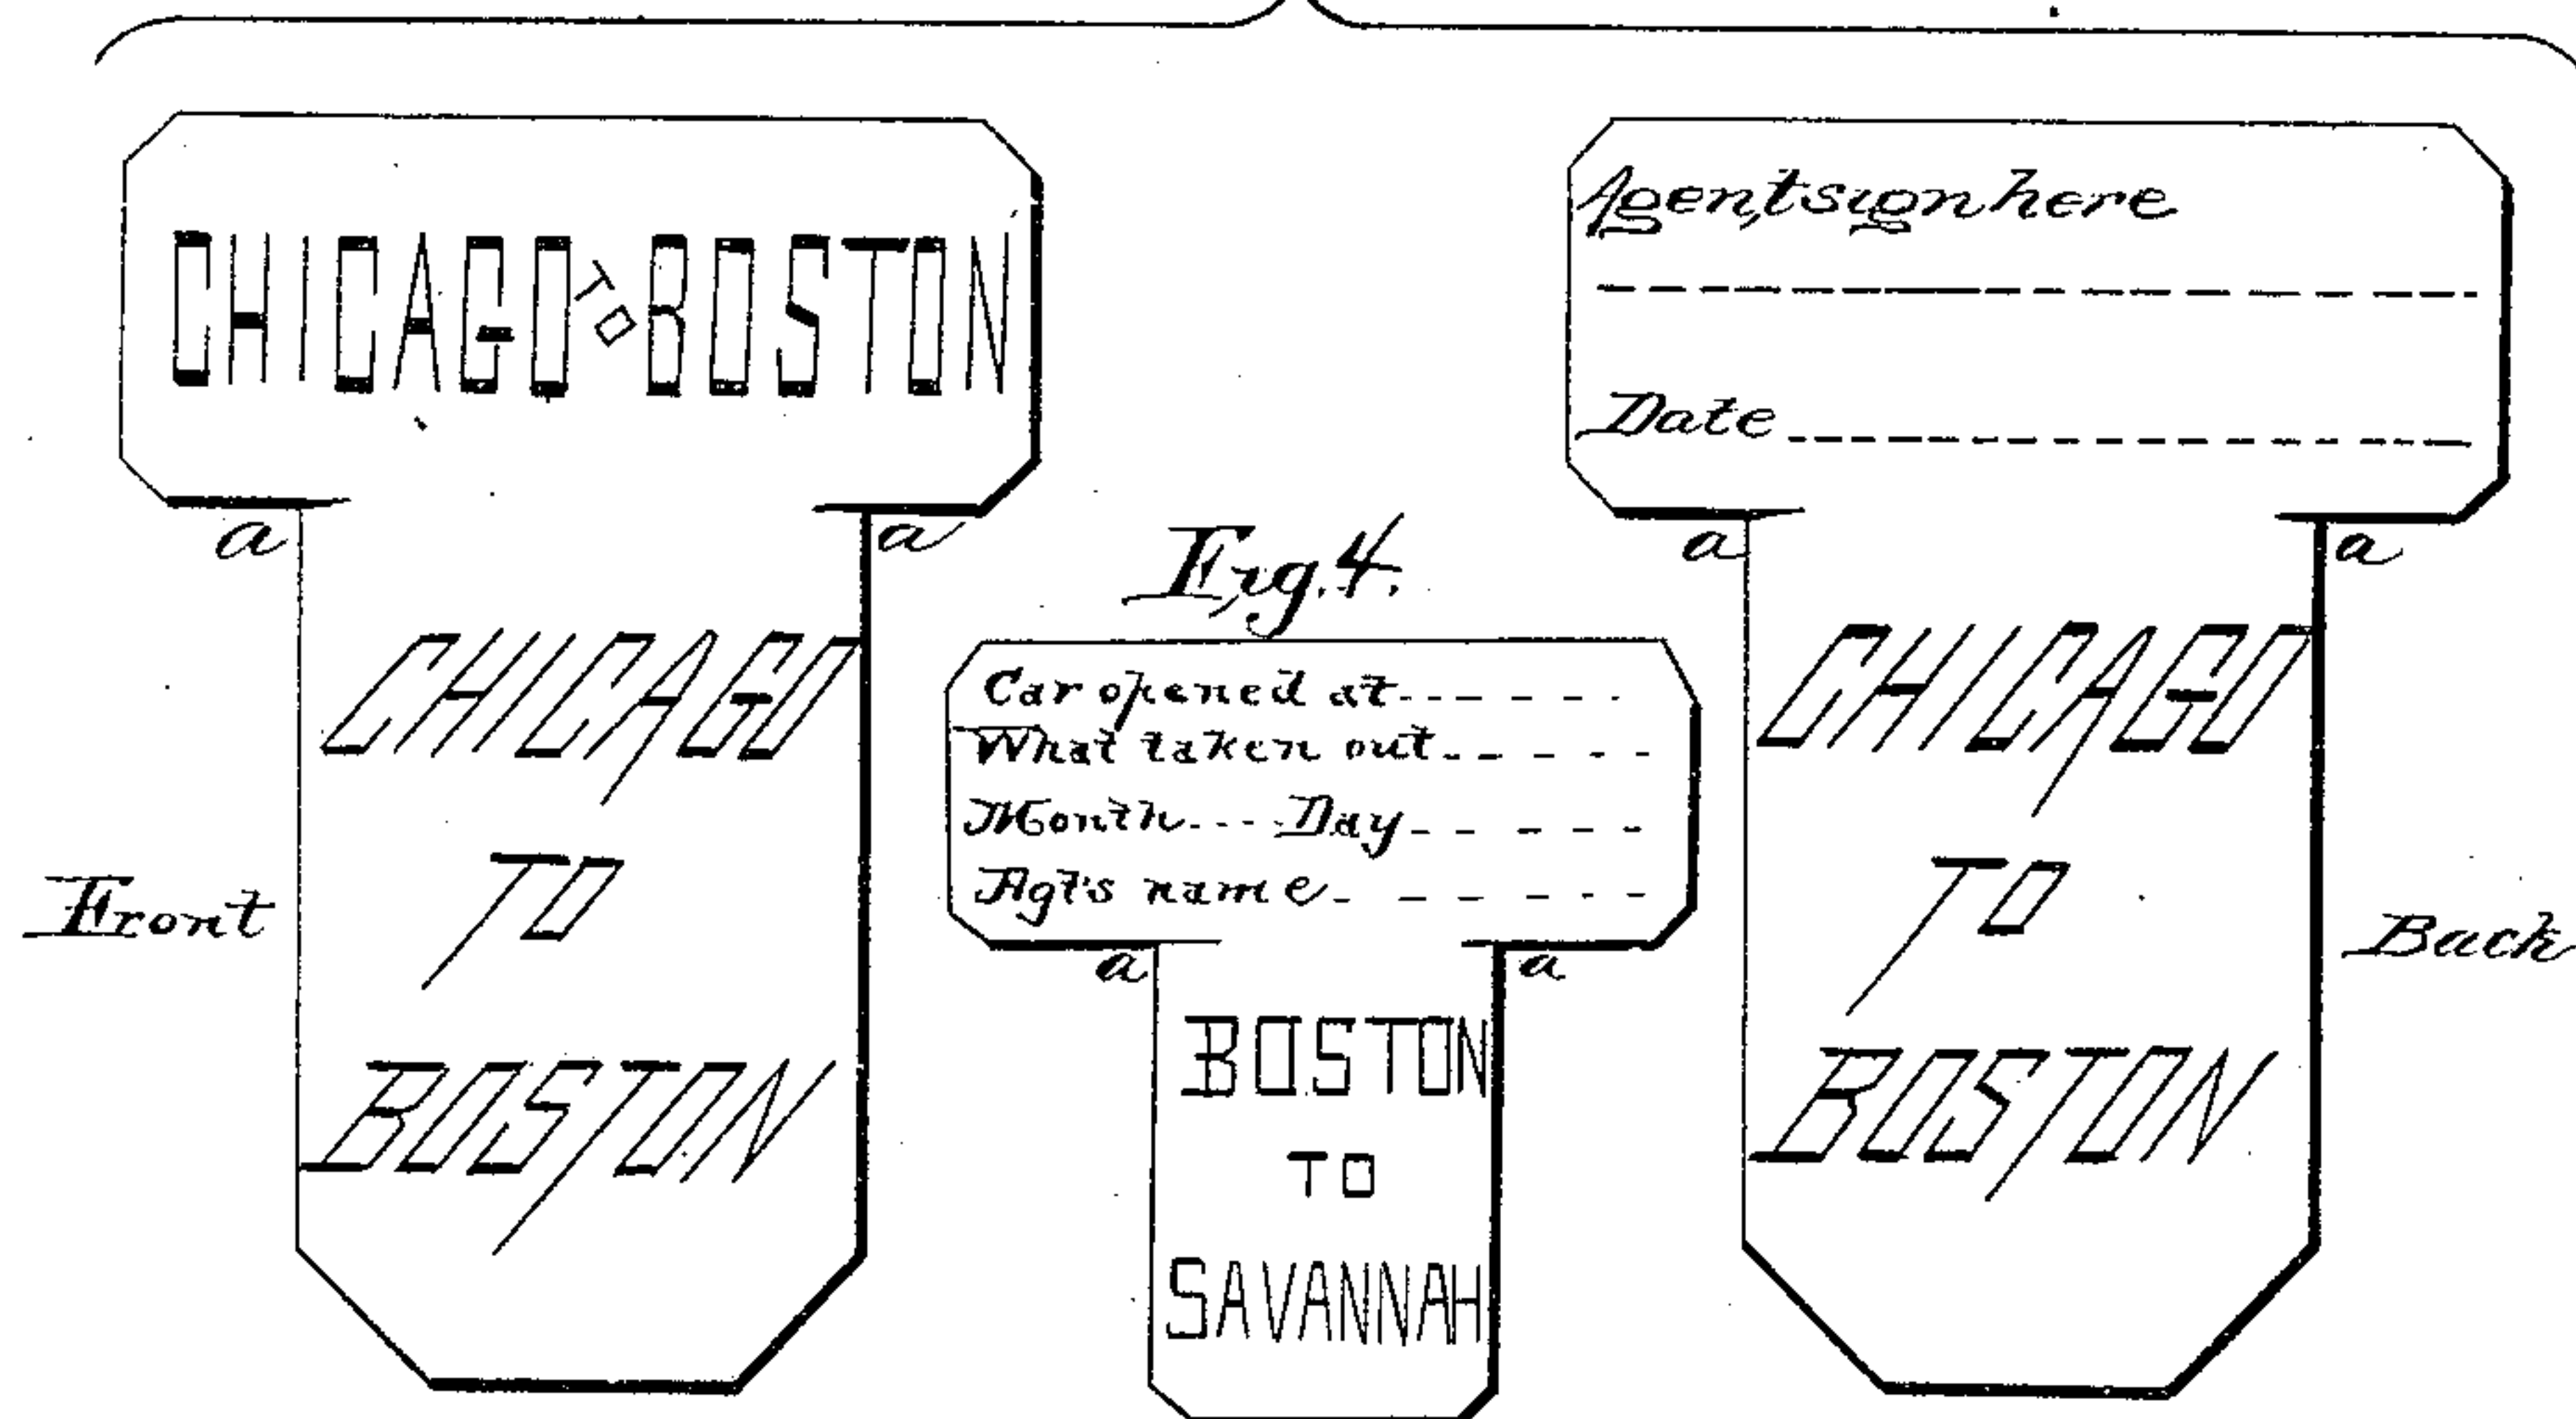 CHICAGO TO BOSTON
a a
CHICAGO
TO
BOSTON
Front
Fig. 4.
Car opened at
What taken out
Month Day
Agt's name
a a
BOSTON
TO
SAVANNAH
Agent, sign here
Date
a a
CHICAGO
TO
BOSTON
Back